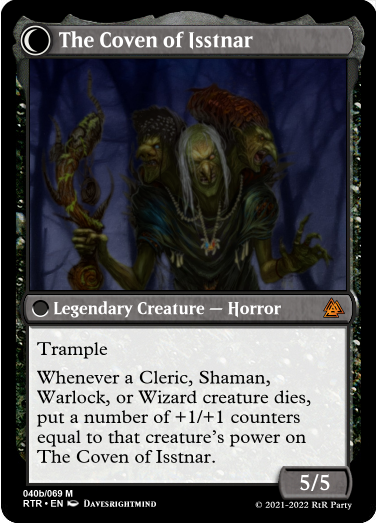 The Coven of Isstnar
Legendary Creature — Horror
Trample
Whenever a Cleric, Shaman,
Warlock, or Wizard creature dies,
put a number of +1/+1 counters
equal to that creature's power on
The Coven of Isstnar.
5/5
040b/069 M
RTR • EN Davesrightmind
© 2021-2022 RtR Party